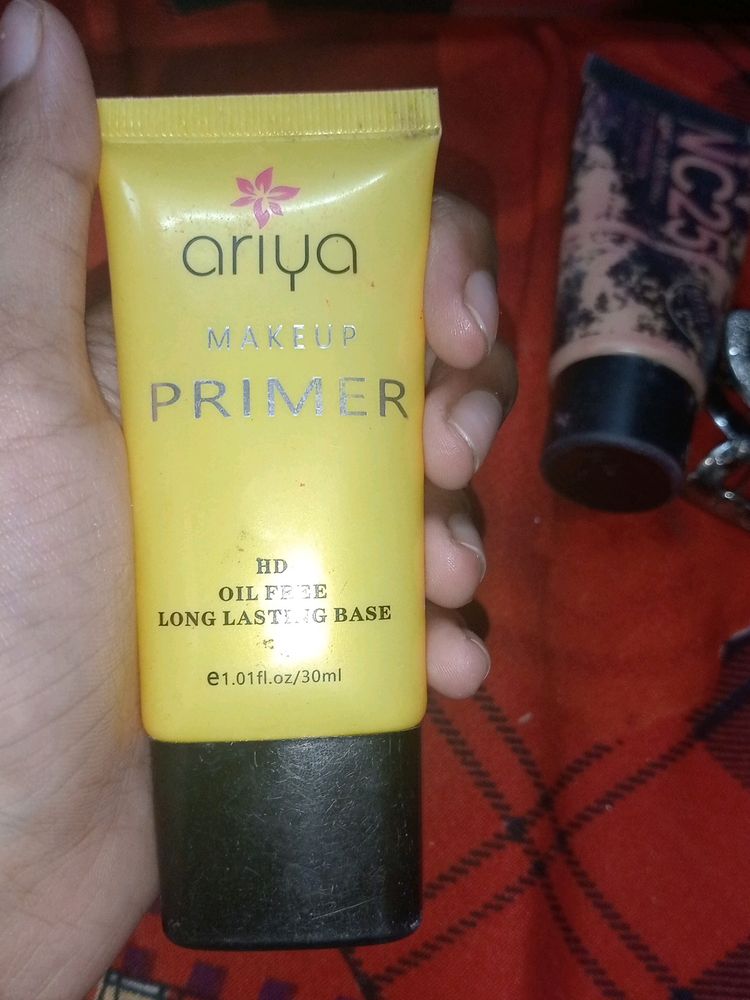 ariya
MAKEUP
PRIMER
HD
OIL FREE
LONG LASTING BASE
e1.01fl.oz/30ml
NC25